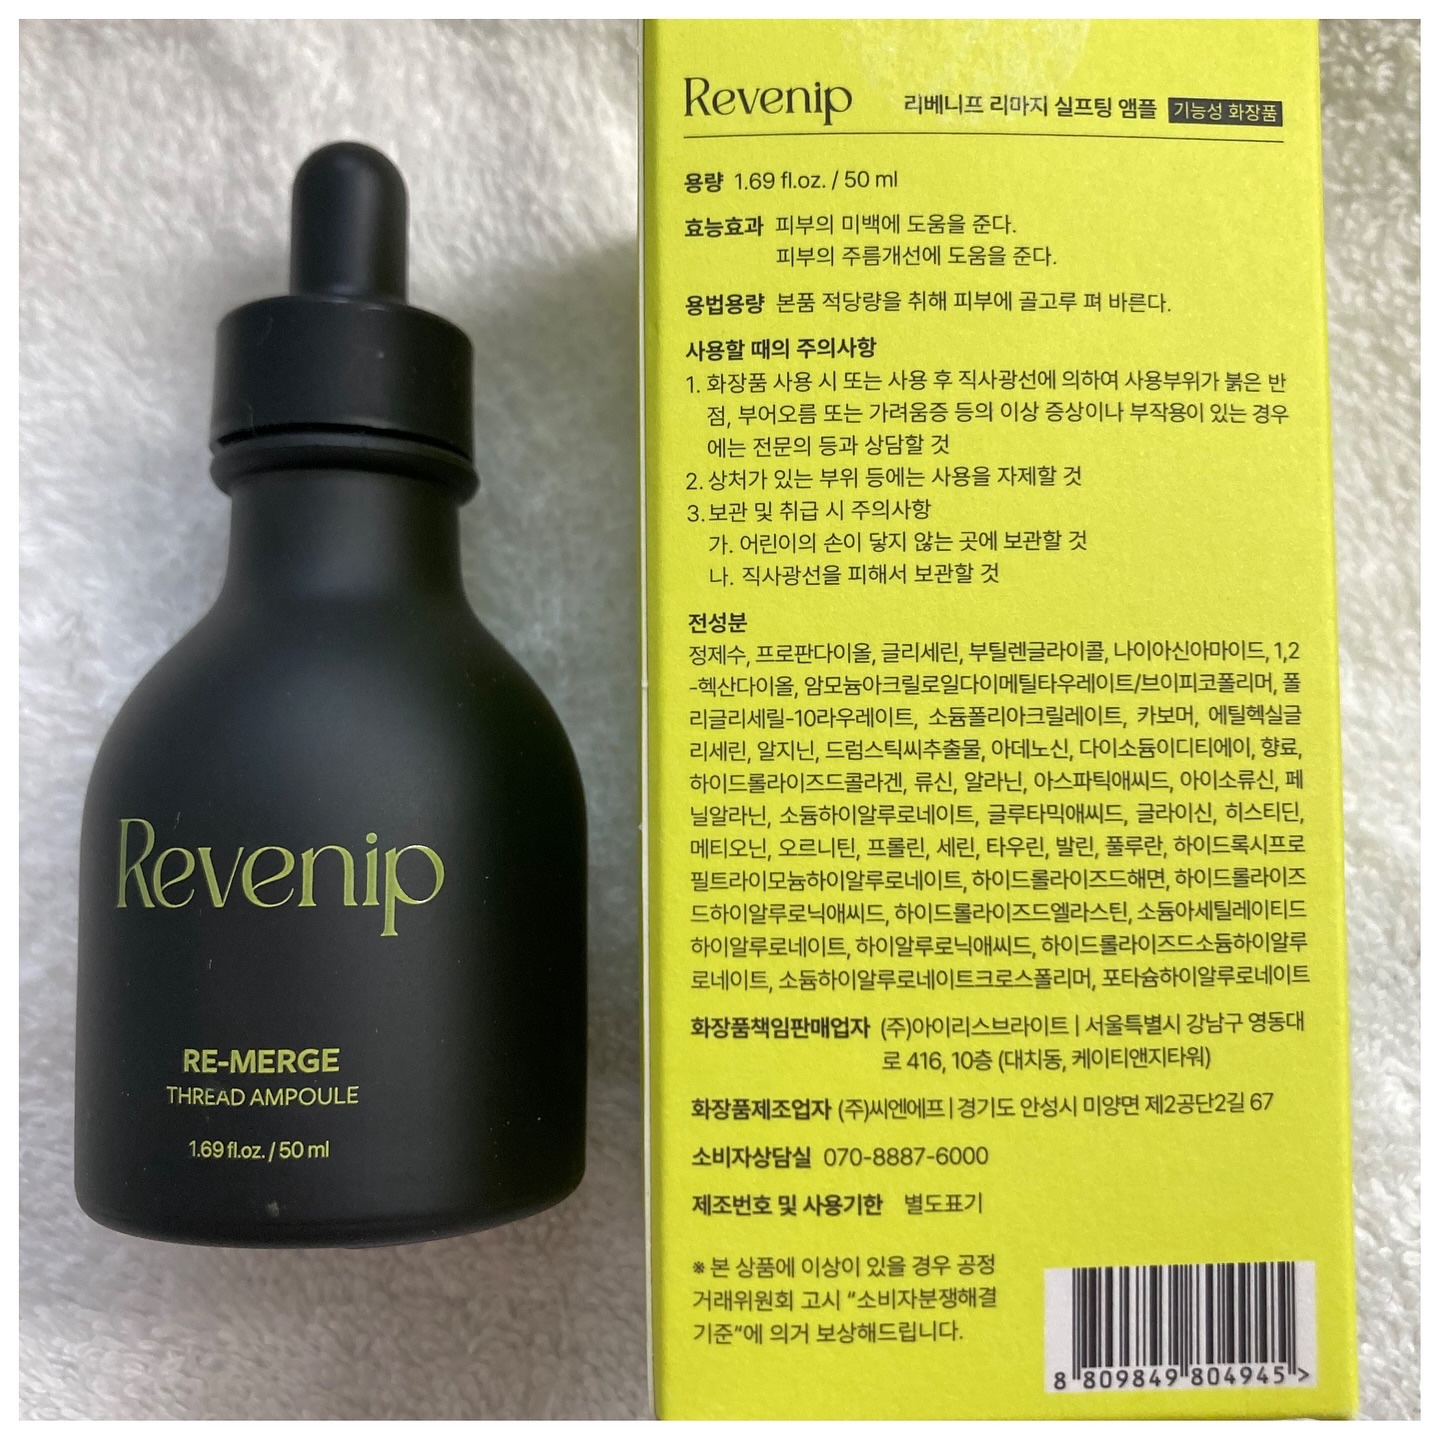 Revenip
RE-MERGE
THREAD AMPOULE
1.69 fl.oz. / 50 ml
Revenip 리베니프 리마지 실프팅 앰플 기능성 화장품
용량 1.69 fl.oz. / 50 ml
효능효과 피부의 미백에 도움을 준다.
피부의 주름개선에 도움을 준다.
용법용량 본품 적당량을 취해 피부에 골고루 펴 바른다.
사용할 때의 주의사항
1. 화장품 사용 시 또는 사용 후 직사광선에 의하여 사용부위가 붉은 반
점, 부어오름 또는 가려움증 등의 이상 증상이나 부작용이 있는 경우
에는 전문의 등과 상담할 것
2. 상처가 있는 부위 등에는 사용을 자제할 것
3. 보관 및 취급 시 주의사항
가. 어린이의 손이 닿지 않는 곳에 보관할 것
나. 직사광선을 피해서 보관할 것
전성분
정제수, 프로판다이올, 글리세린, 부틸렌글라이콜, 나이아신아마이드, 1,2
-헥산다이올, 암모늄아크릴로일다이메틸타우레이트/브이피코폴리머, 폴
리글리세릴-10라우레이트, 소듐폴리아크릴레이트, 카보머, 에틸헥실글
리세린, 알지닌, 드럼스틱씨추출물, 아데노신, 다이소듐이디티에이, 향료,
하이드롤라이즈드콜라겐, 류신, 알라닌, 아스파틱애씨드, 아이소류신, 페
닐알라닌, 소듐하이알루로네이트, 글루타믹애씨드, 글라이신, 히스티딘,
메티오닌, 오르니틴, 프롤린, 세린, 타우린, 발린, 풀루란, 하이드록시프로
필트라이모늄하이알루로네이트, 하이드롤라이즈드해면, 하이드롤라이즈
드하이알루로닉애씨드, 하이드롤라이즈드엘라스틴, 소듐아세틸레이티드
하이알루로네이트, 하이알루로닉애씨드, 하이드롤라이즈드소듐하이알루
로네이트, 소듐하이알루로네이트크로스폴리머, 포타슘하이알루로네이트
화장품책임판매업자 (주)아이리스브라이트 | 서울특별시 강남구 영동대
로 416, 10층 (대치동, 케이티앤지타워)
화장품제조업자 (주)씨엔에프 | 경기도 안성시 미양면 제2공단2길 67
소비자상담실 070-8887-6000
제조번호 및 사용기한 별도표기
※ 본 상품에 이상이 있을 경우 공정
거래위원회 고시 “소비자분쟁해결
기준”에 의거 보상해드립니다.
8 809849 804945 >